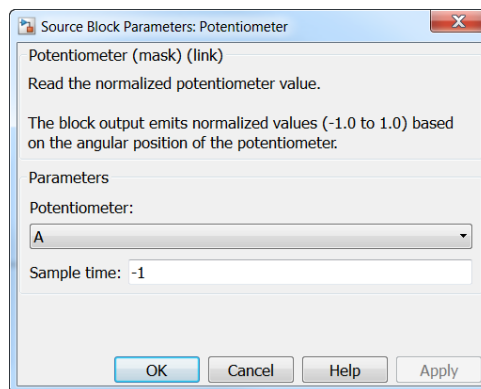 Source Block Parameters: Potentiometer
Potentiometer (mask) (link)
Read the normalized potentiometer value.
The block output emits normalized values (-1.0 to 1.0) based
on the angular position of the potentiometer.
Parameters
Potentiometer:
A
Sample time: -1
OK Cancel Help Apply